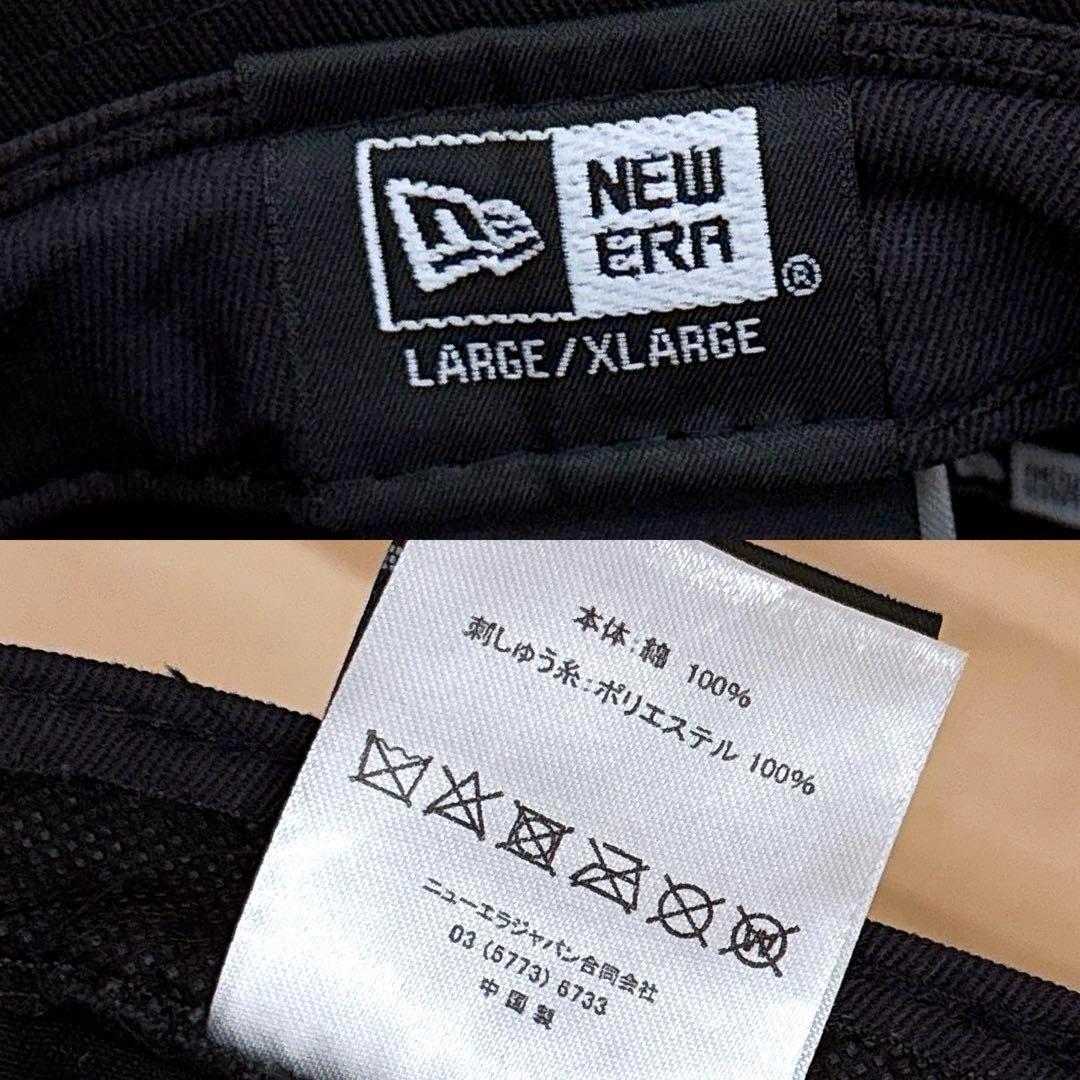 NEW
ERA
®
LARGE/XLARGE
本体:綿 100%
刺しゅう糸:ポリエステル 100%
ニューエラジャパン合同会社
03 (6773) 6733
中国製